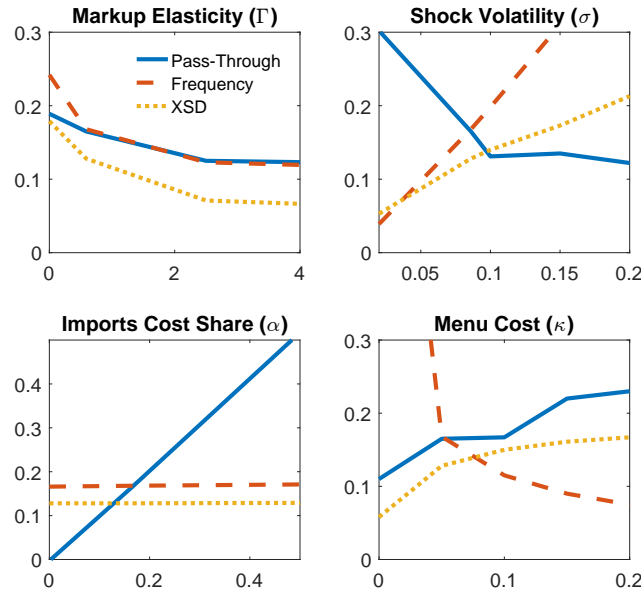 Markup Elasticity (Γ)
0.3
0.2
0.1
0
0 2 4
Pass-Through
Frequency
XSD
Shock Volatility (σ)
0.3
0.2
0.1
0
0.05 0.1 0.15 0.2
Imports Cost Share (α)
0.4
0.3
0.2
0.1
0
0 0.2 0.4
Menu Cost (κ)
0.3
0.2
0.1
0
0 0.1 0.2